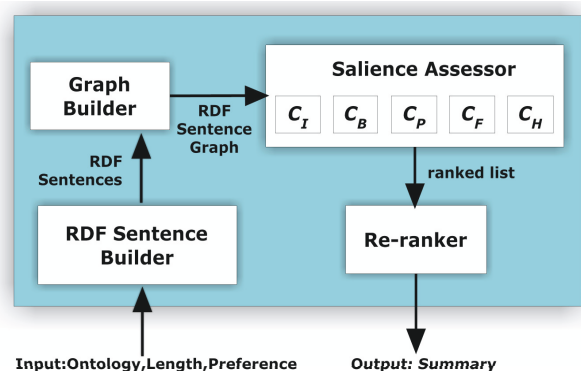 Graph
Builder
RDF
Sentence
Graph
Salience Assessor
C_I C_B C_P C_F C_H
RDF
Sentences
ranked list
RDF Sentence
Builder
Re-ranker
Input:Ontology,Length,Preference
Output: Summary